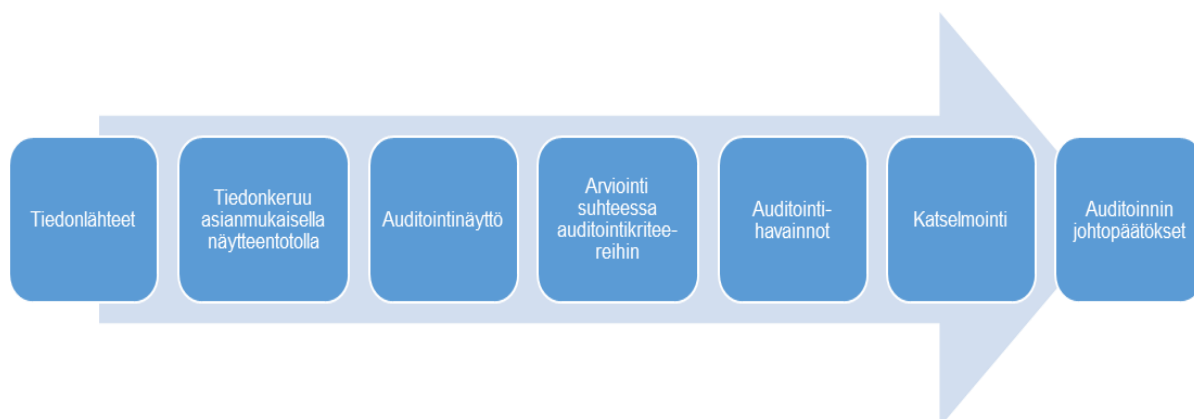 Tiedonlähteet
Tiedonkeruu
asianmukaisella
näytteentotolla
Auditointinäyttö
Arviointi
suhteessa
auditointikritee-
reihin
Auditointi-
havainnot
Katselmointi
Auditoinnin
johtopäätökset